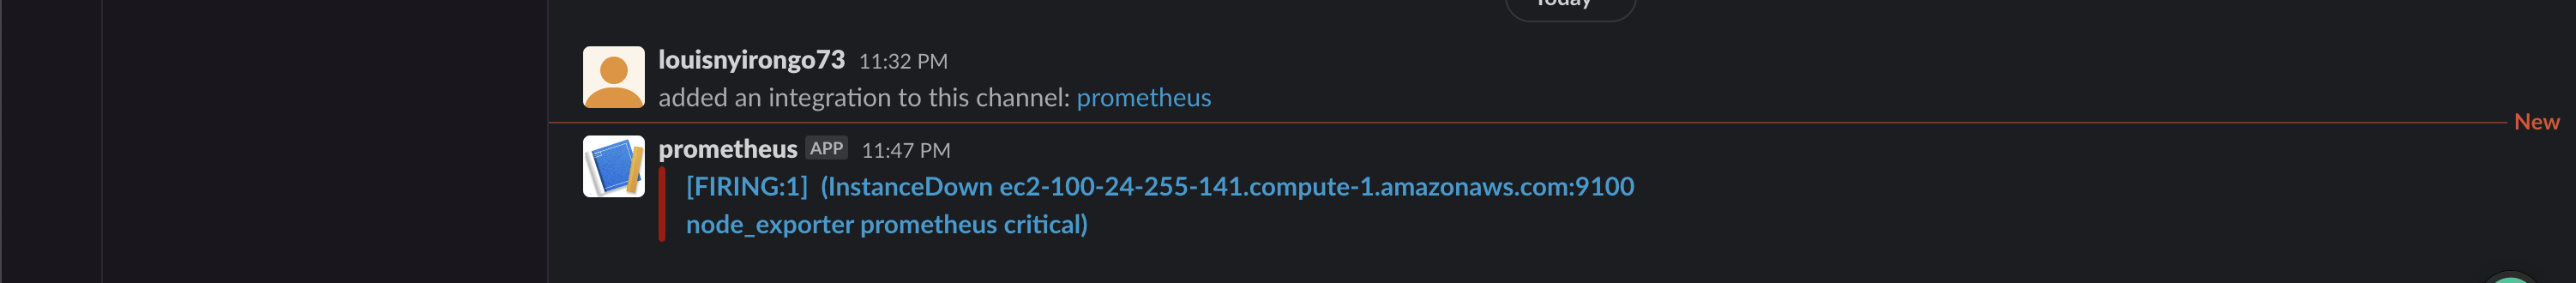 Today
louisnyirongo73 11:32 PM
added an integration to this channel: prometheus
New
prometheus APP 11:47 PM
[FIRING:1] (InstanceDown ec2-100-24-255-141.compute-1.amazonaws.com:9100
node_exporter prometheus critical)